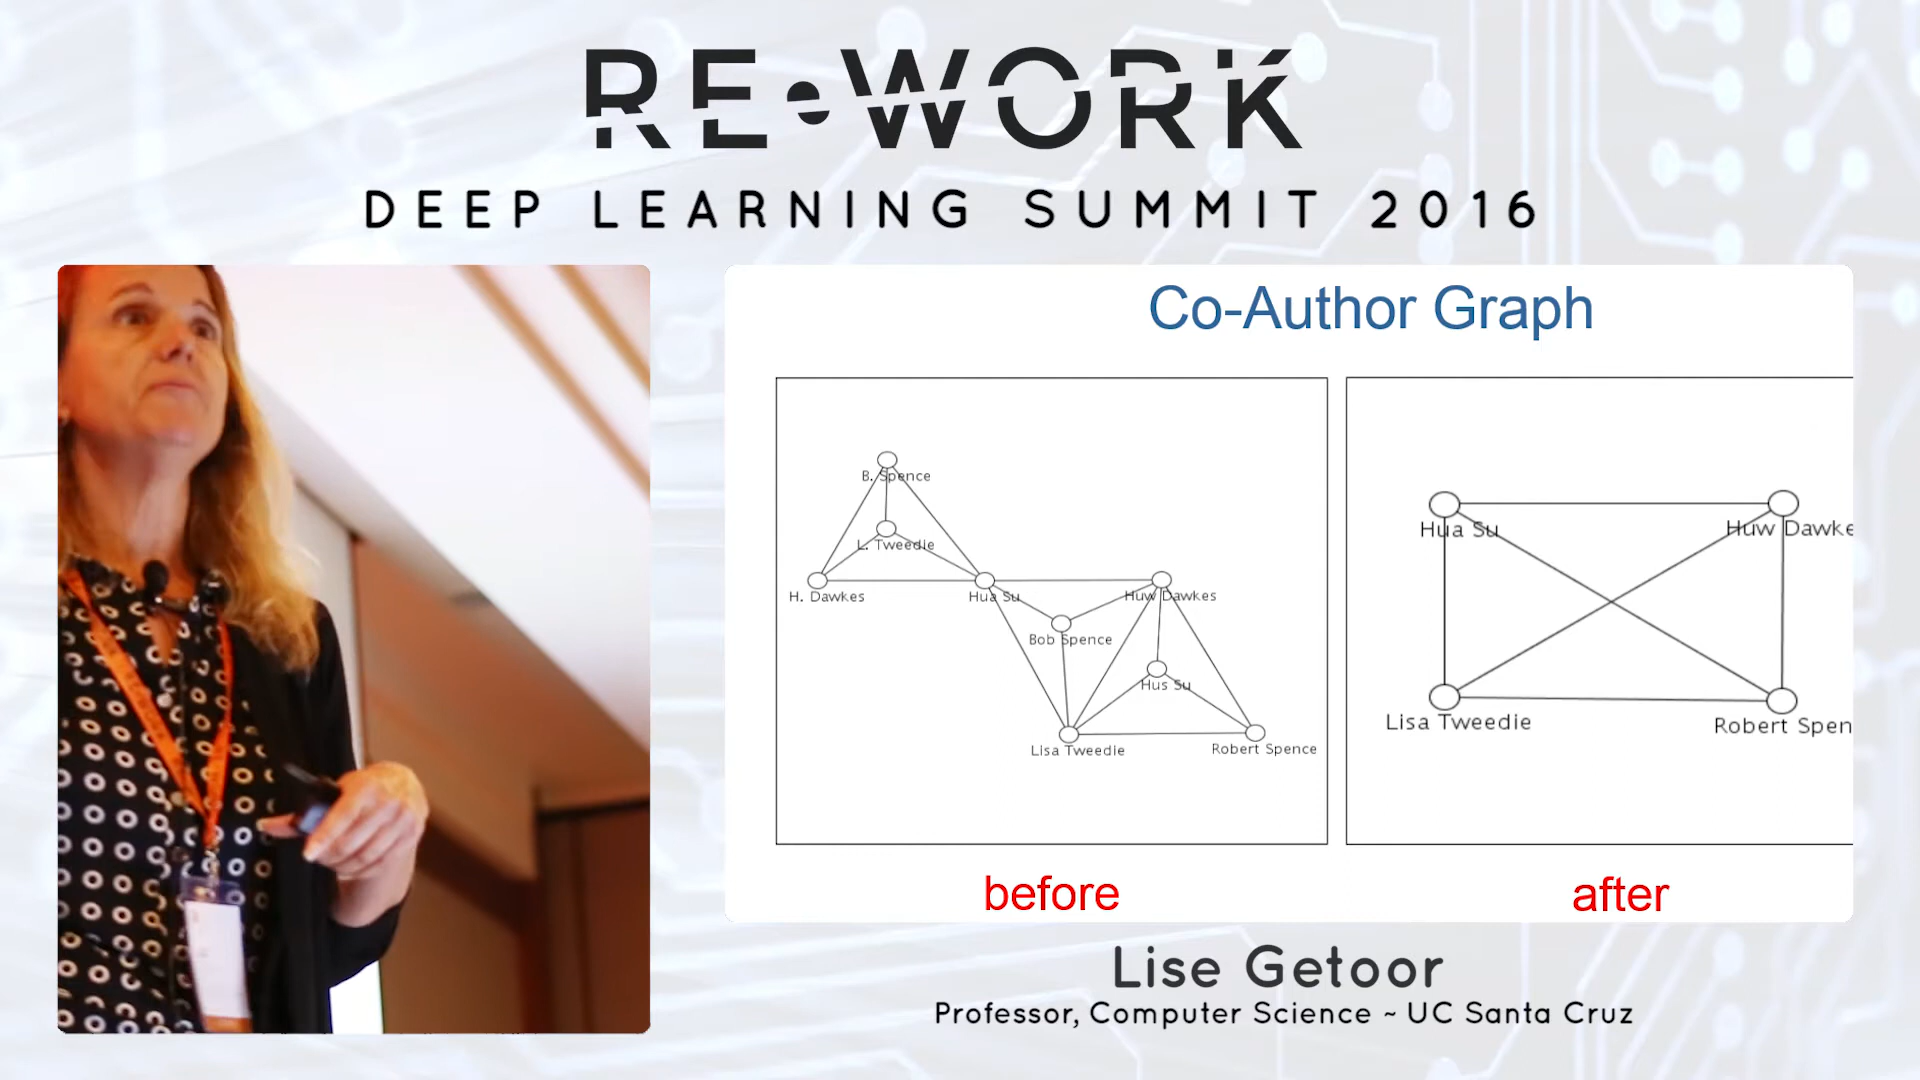 RE•WORK
DEEP LEARNING SUMMIT 2016
Co-Author Graph
B. Spence
L. Tweedie
H. Dawkes
Hua Su
Huw Dawkes
Bob Spence
Hus Su
Lisa Tweedie
Robert Spence
before
Hua Su
Huw Dawke
Lisa Tweedie
Robert Spen
after
Lise Getoor
Professor, Computer Science ~ UC Santa Cruz